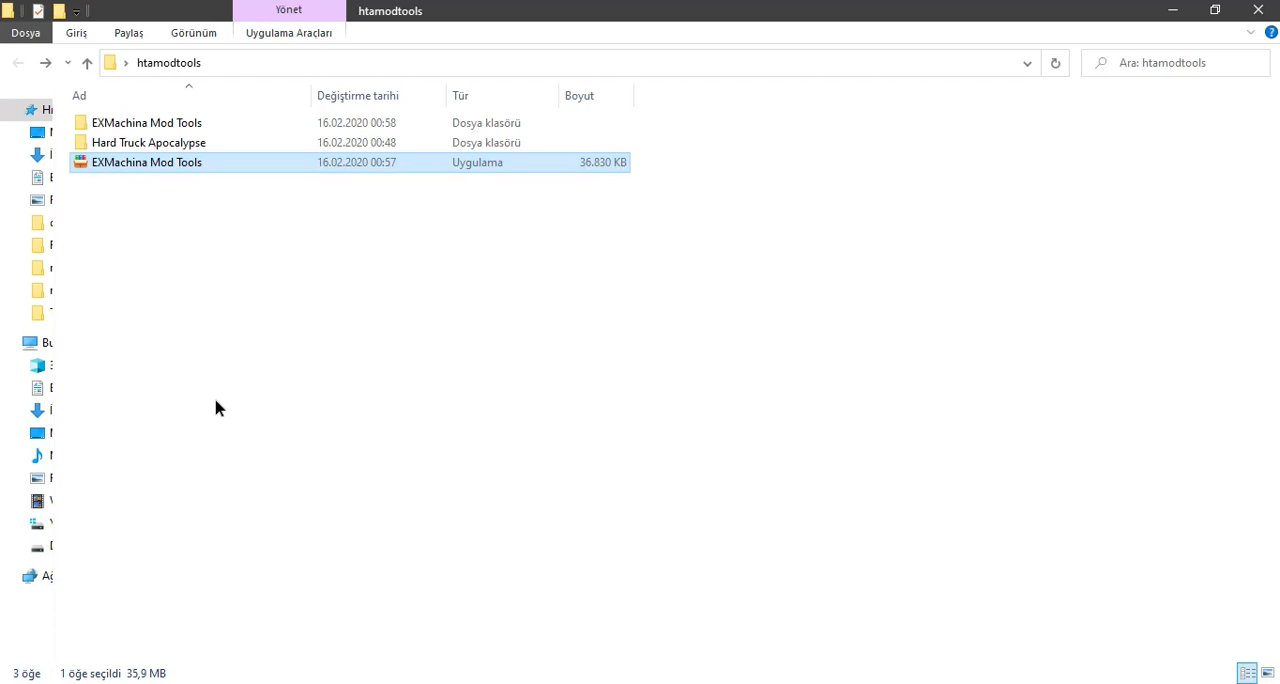 Yönet
htamodtools
Dosya
Giriş
Paylaş
Görünüm
Uygulama Araçları
htamodtools
Ara: htamodtools
Ad
Değiştirme tarihi
Tür
Boyut
EXMachina Mod Tools 16.02.2020 00:58 Dosya klasörü
Hard Truck Apocalypse 16.02.2020 00:48 Dosya klasörü
EXMachina Mod Tools 16.02.2020 00:57 Uygulama 36.830 KB
3 öğe
1 öğe seçildi 35,9 MB